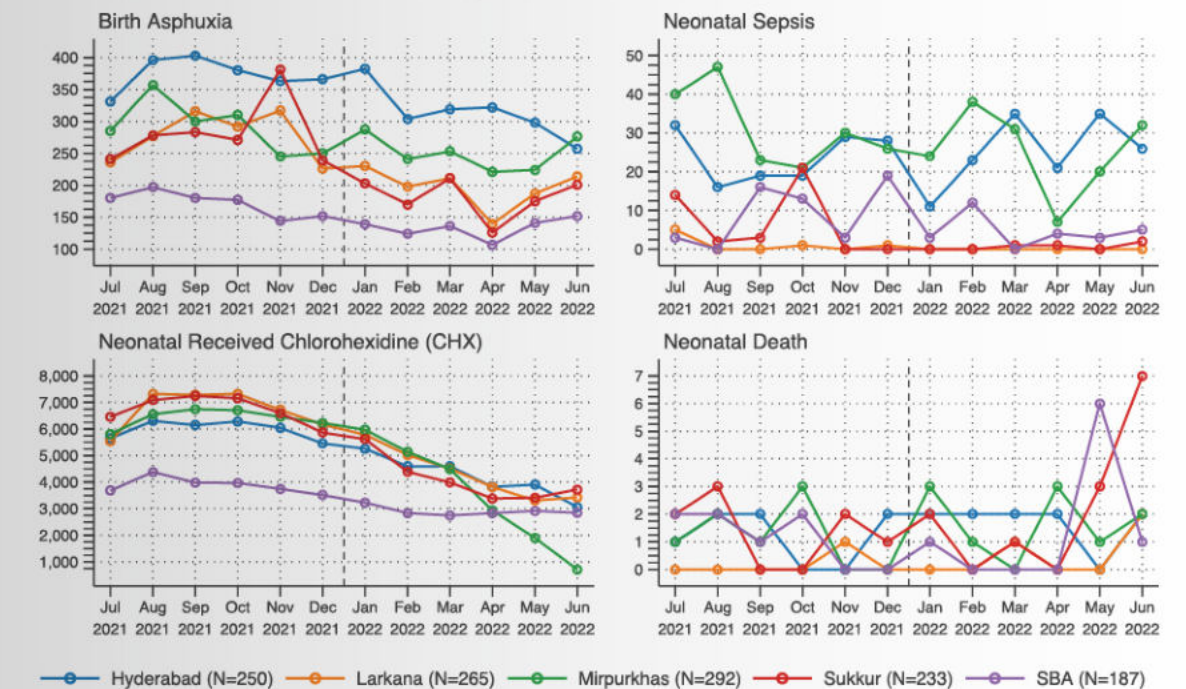 Birth Asphuxia
400
350
300
250
200
150
100
Jul Aug Sep Oct Nov Dec Jan Feb Mar Apr May Jun
2021 2021 2021 2021 2021 2021 2022 2022 2022 2022 2022 2022
Neonatal Sepsis
50
40
30
20
10
0
Jul Aug Sep Oct Nov Dec Jan Feb Mar Apr May Jun
2021 2021 2021 2021 2021 2021 2022 2022 2022 2022 2022 2022
Neonatal Received Chlorohexidine (CHX)
8,000
7,000
6,000
5,000
4,000
3,000
2,000
1,000
Jul Aug Sep Oct Nov Dec Jan Feb Mar Apr May Jun
2021 2021 2021 2021 2021 2021 2022 2022 2022 2022 2022 2022
Neonatal Death
7
6
5
4
3
2
1
0
Jul Aug Sep Oct Nov Dec Jan Feb Mar Apr May Jun
2021 2021 2021 2021 2021 2021 2022 2022 2022 2022 2022 2022
Hyderabad (N=250) Larkana (N=265) Mirpurkhas (N=292) Sukkur (N=233) SBA (N=187)